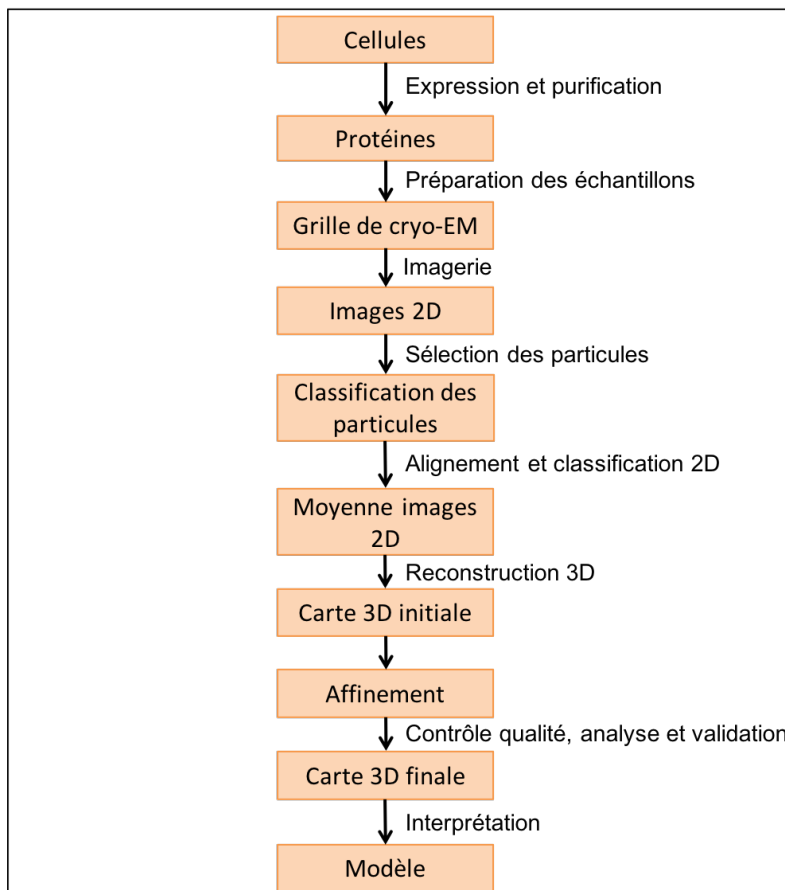 Cellules
Expression et purification
Protéines
Préparation des échantillons
Grille de cryo-EM
Imagerie
Images 2D
Sélection des particules
Classification des
particules
Alignement et classification 2D
Moyenne images
2D
Reconstruction 3D
Carte 3D initiale
Affinement
Contrôle qualité, analyse et validation
Carte 3D finale
Interprétation
Modèle